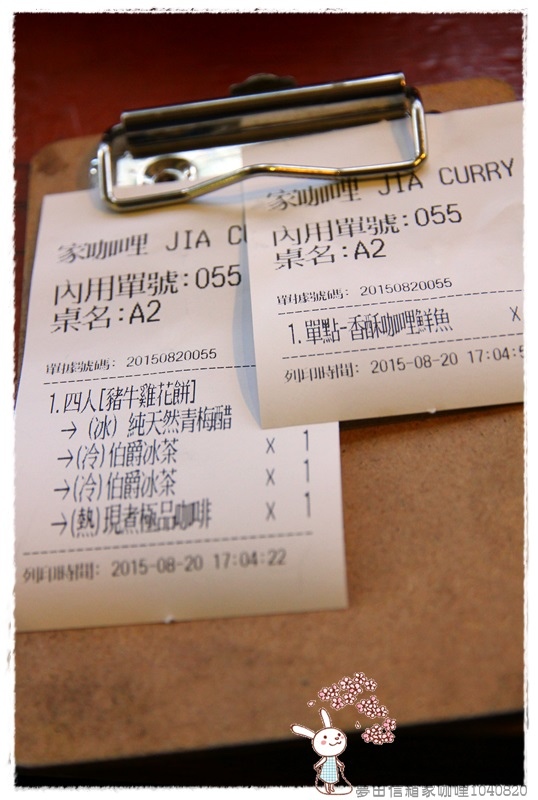 家咖哩 JIA CU
內用單號:055
桌名:A2
單據號碼: 20150820055
1.四人[豬牛雞花餅]
→ (冰) 純天然青梅醋
→(冷)伯爵冰茶 x 1
→(冷)伯爵冰茶 x 1
→(熱)現煮極品咖啡 x 1
列印時間: 2015-08-20 17:04:22
家咖哩 JIA CURRY
內用單號:055
桌名:A2
單據號碼: 20150820055
1.單點-香酥咖哩鮮魚 x
列印時間: 2015-08-20 17:04:5
夢田信箱家咖哩1040820